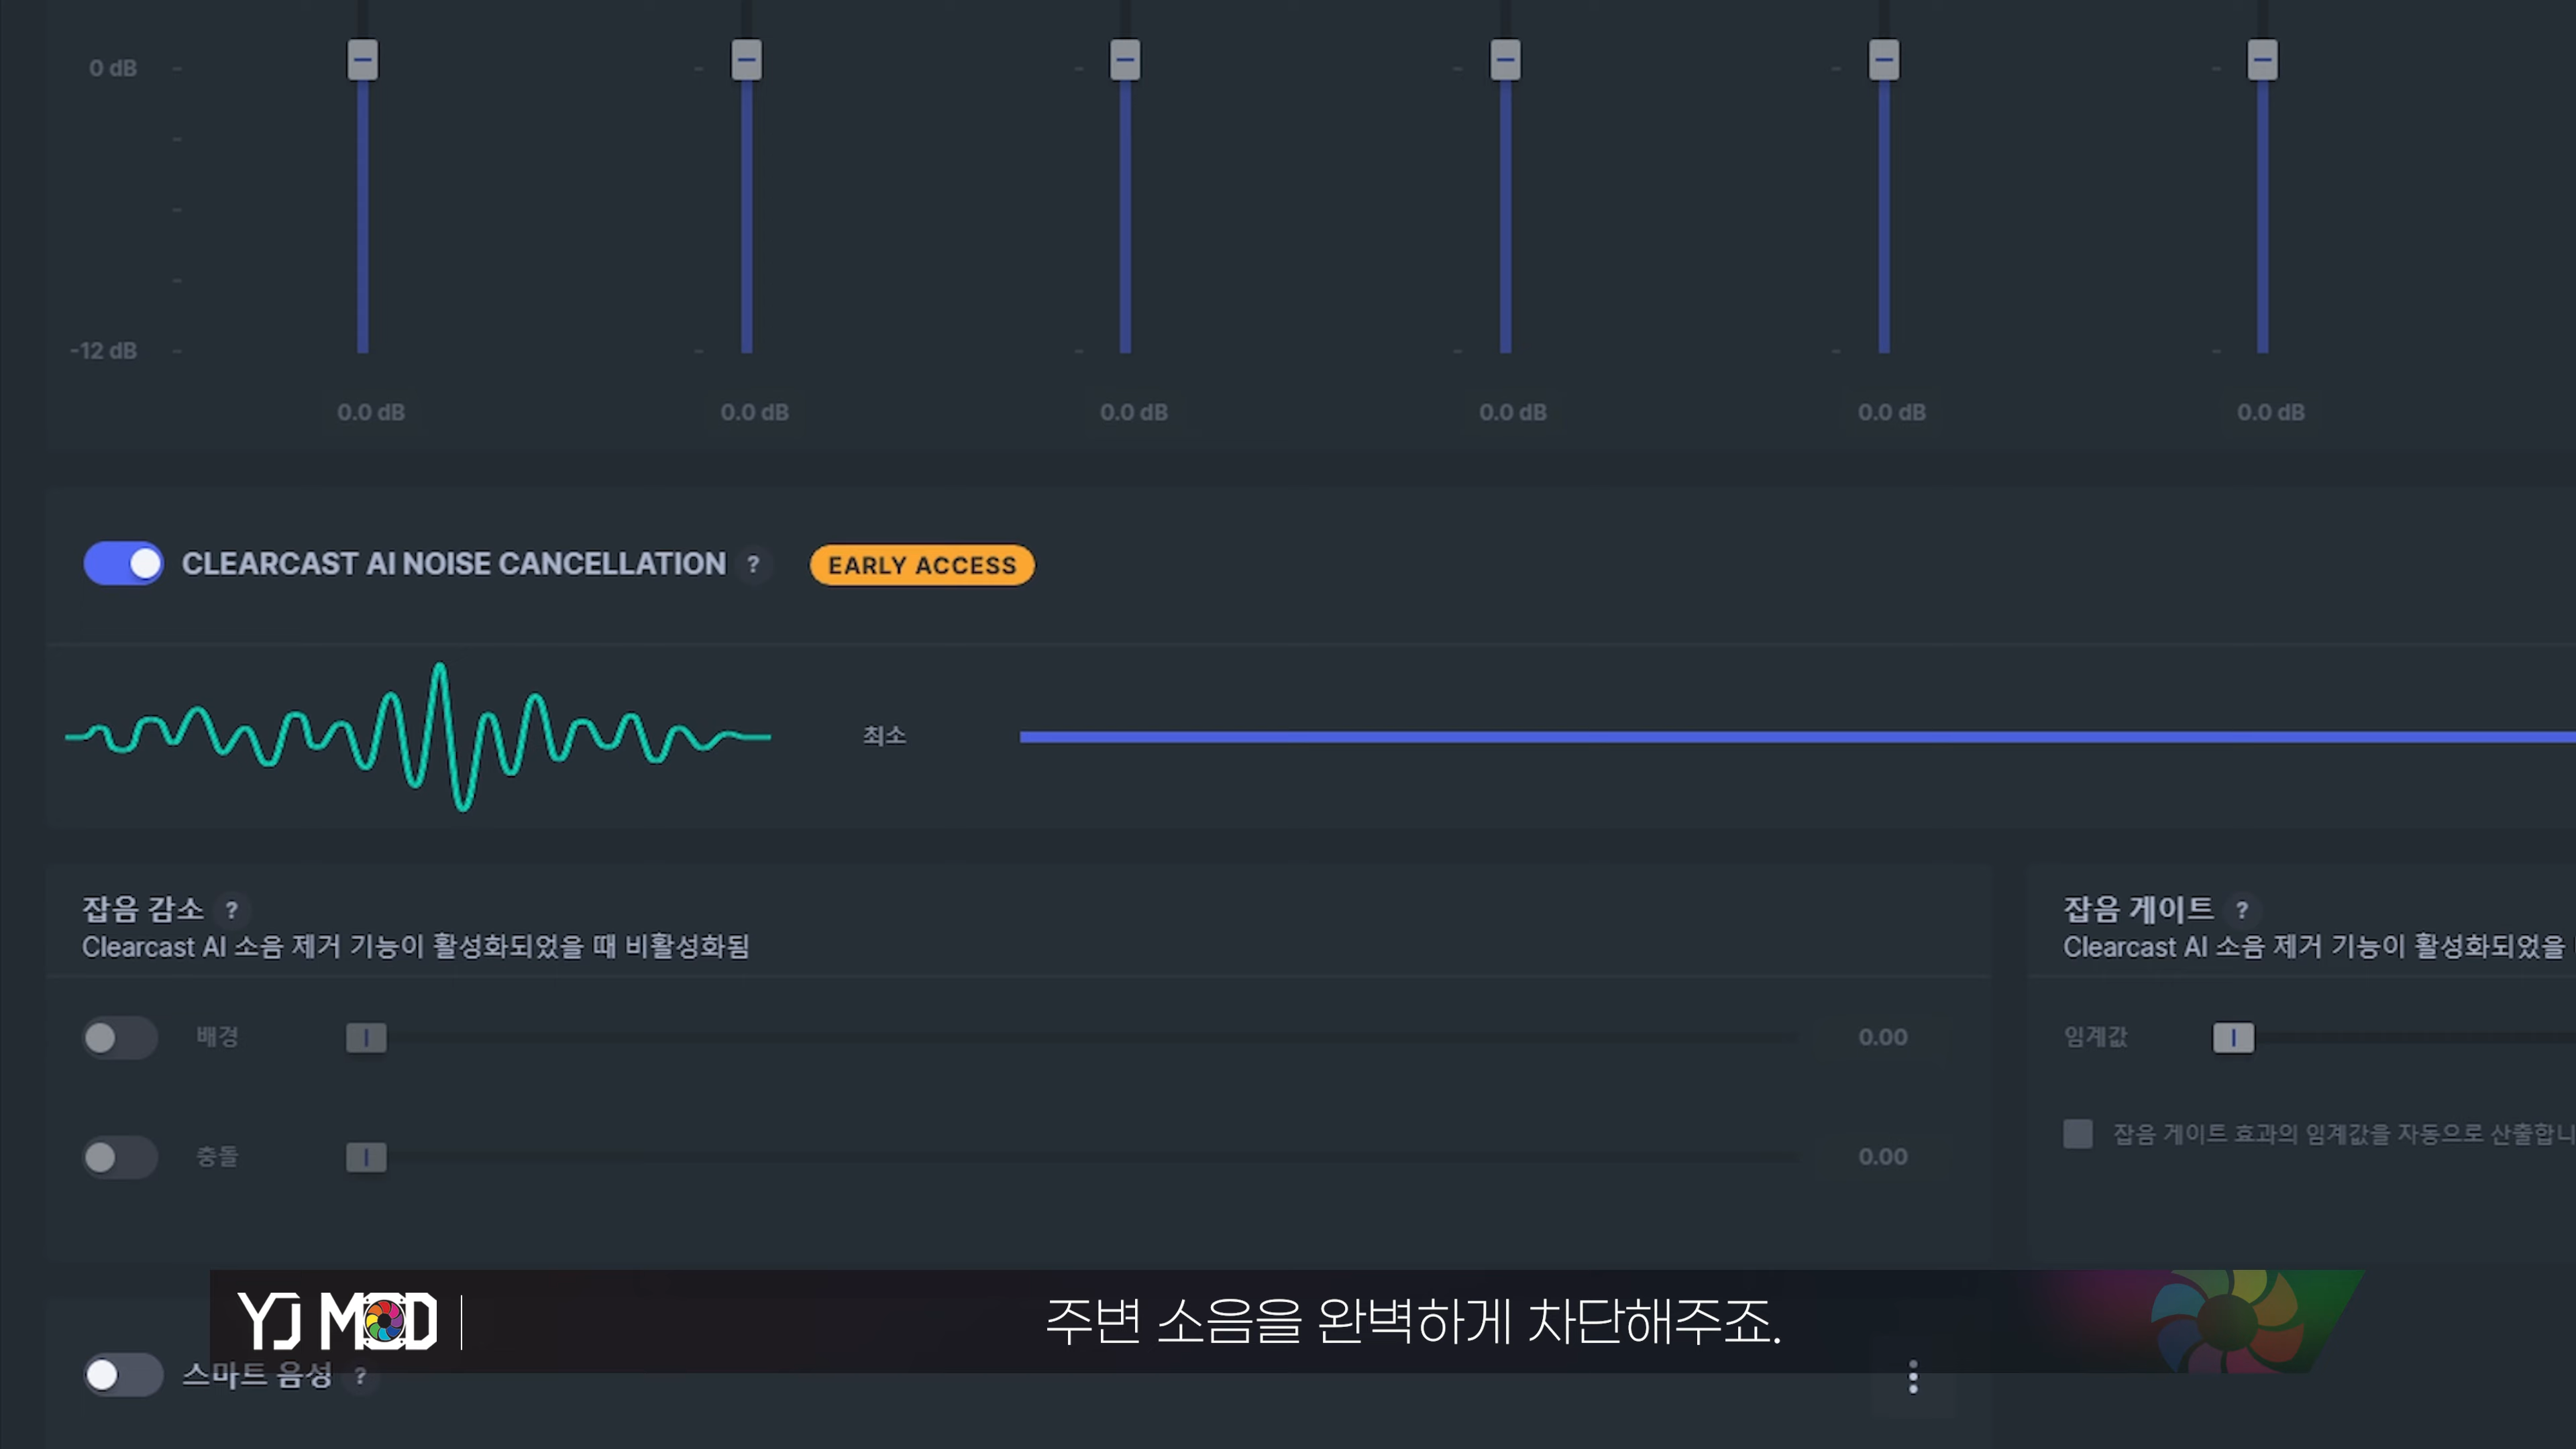 0 dB
-12 dB
0.0 dB 0.0 dB 0.0 dB 0.0 dB 0.0 dB 0.0 dB
CLEARCAST AI NOISE CANCELLATION ? EARLY ACCESS
최소
잡음 감소 ?
Clearcast AI 소음 제거 기능이 활성화되었을 때 비활성화됨
배경 0.00
충돌 0.00
잡음 게이트 ?
Clearcast AI 소음 제거 기능이 활성화되었을
임계값
잡음 게이트 효과의 임계값을 자동으로 산출합니
YJ MOD
주변 소음을 완벽하게 차단해주죠.
스마트 음성 ?